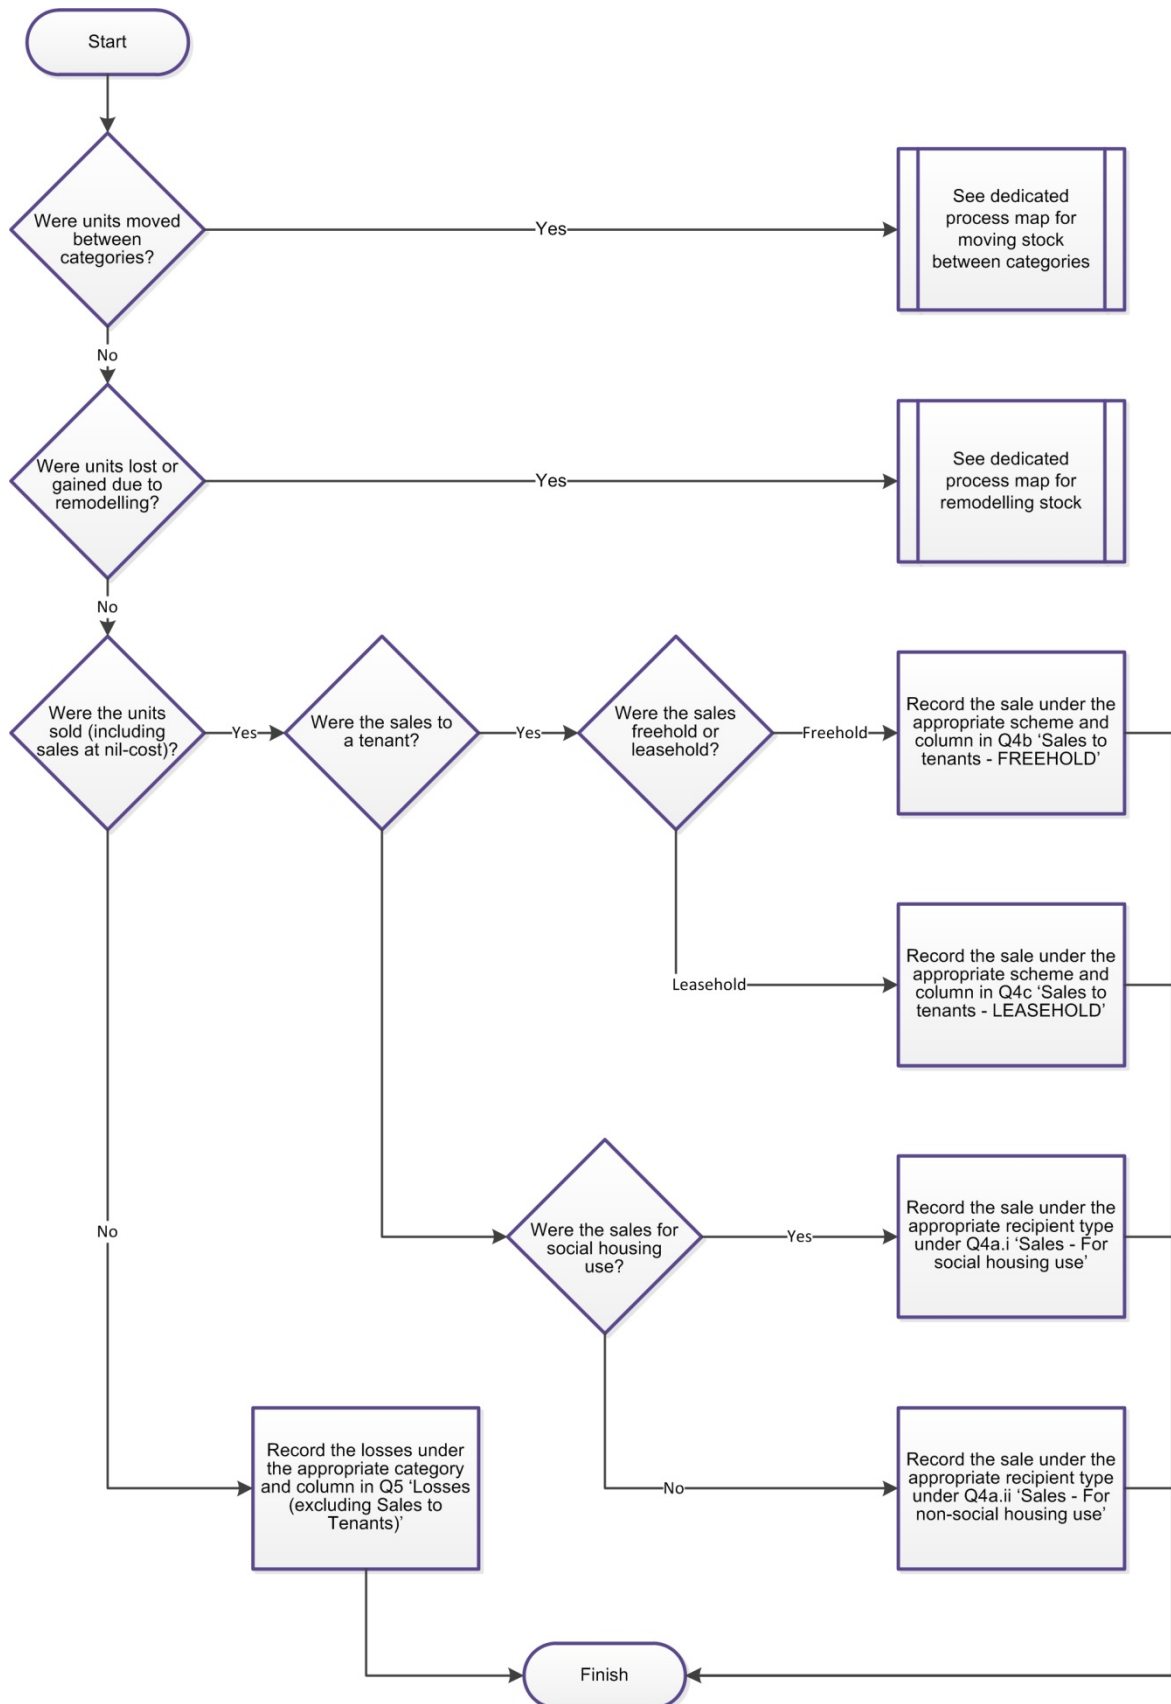 Start
Were units moved
between
categories?
Yes
See dedicated
process map for
moving stock
between categories
No
Were units lost or
gained due to
remodelling?
Yes
See dedicated
process map for
remodelling stock
No
Were the units
sold (including
sales at nil-cost)?
Yes
Were the sales to
a tenant?
Yes
Were the sales
freehold or
leasehold?
Freehold
Record the sale under the
appropriate scheme and
column in Q4b ‘Sales to
tenants - FREEHOLD’
Leasehold
Record the sale under the
appropriate scheme and
column in Q4c ‘Sales to
tenants - LEASEHOLD’
No
Were the sales for
social housing
use?
Yes
Record the sale under the
appropriate recipient type
under Q4a.i ‘Sales - For
social housing use’
Record the losses under
the appropriate category
and column in Q5 ‘Losses
(excluding Sales to
Tenants)’
No
Record the sale under the
appropriate recipient type
under Q4a.ii ‘Sales - For
non-social housing use’
Finish